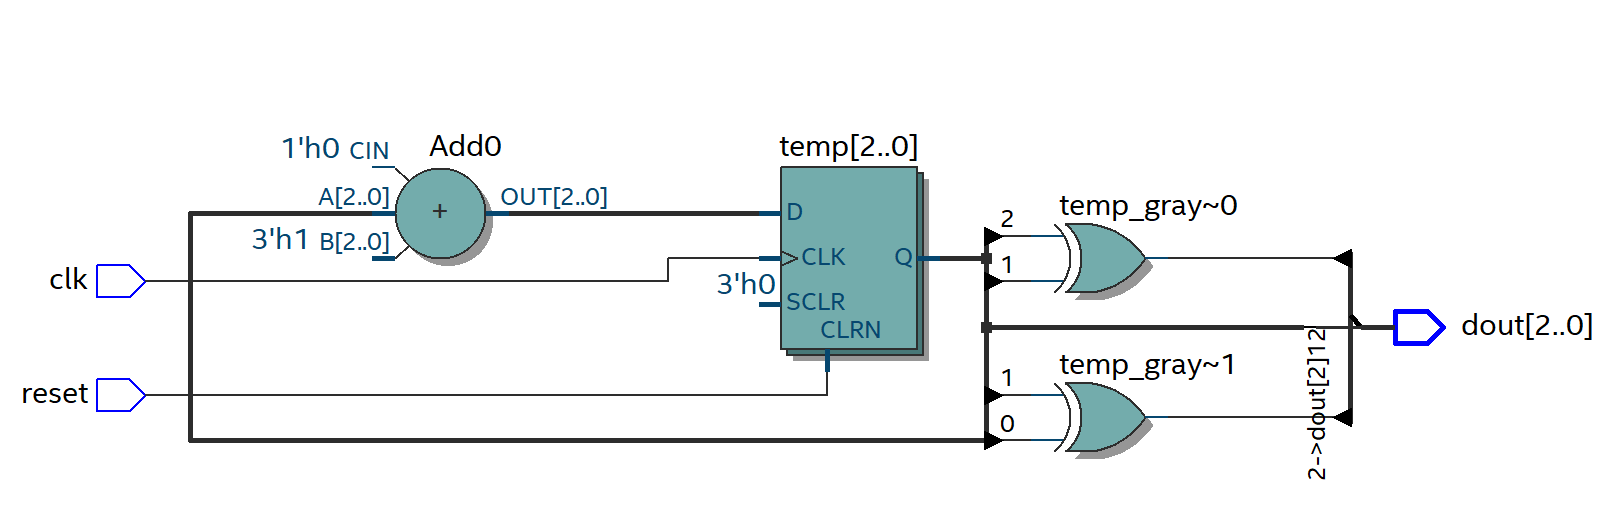 1'h0 CIN
Add0
A[2..0]
+
OUT[2..0]
3'h1 B[2..0]
clk
reset
temp[2..0]
D
CLK
Q
3'h0
SCLR
CLRN
2
temp_gray~0
1
dout[2..0]
2->dout[2]12
1
temp_gray~1
0